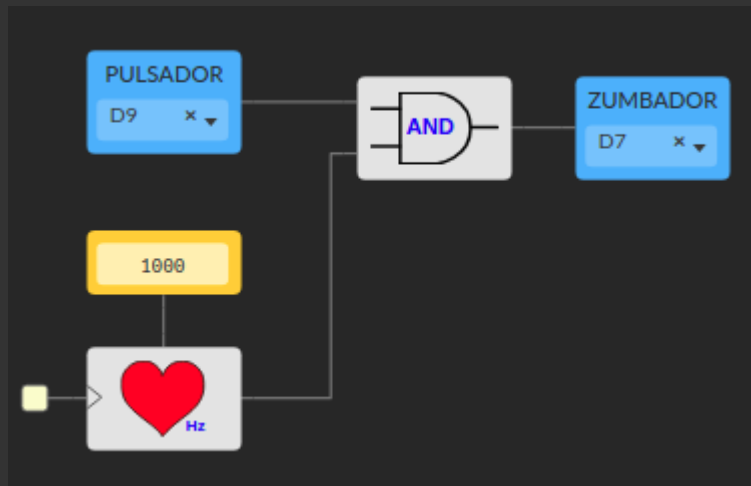 PULSADOR
D9
AND
ZUMBADOR
D7
1000
Hz